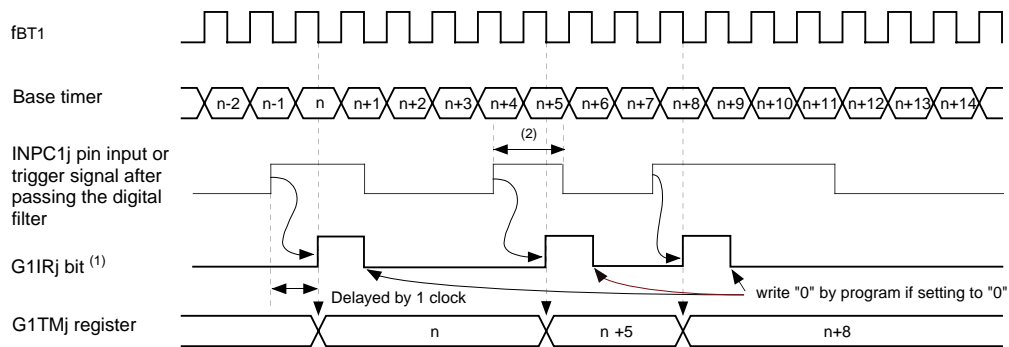 fBT1
Base timer
n-2 n-1 n n+1 n+2 n+3 n+4 n+5 n+6 n+7 n+8 n+9 n+10 n+11 n+12 n+13 n+14
(2)
INPC1j pin input or
trigger signal after
passing the digital
filter
G1IRj bit (1)
Delayed by 1 clock
write "0" by program if setting to "0"
G1TMj register
n n +5 n+8